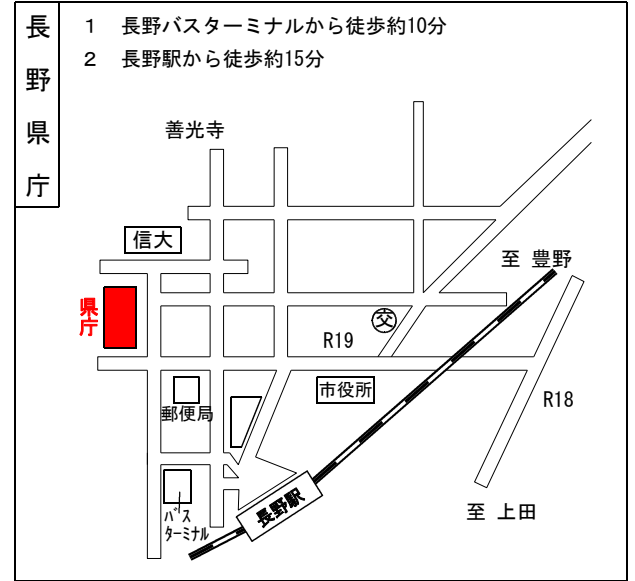 長野県庁
1 長野バスターミナルから徒歩約10分
2 長野駅から徒歩約15分
善光寺
信大
至 豊野
県庁
交
R19
市役所
郵便局
R18
バス
ターミナル
長野駅
至 上田